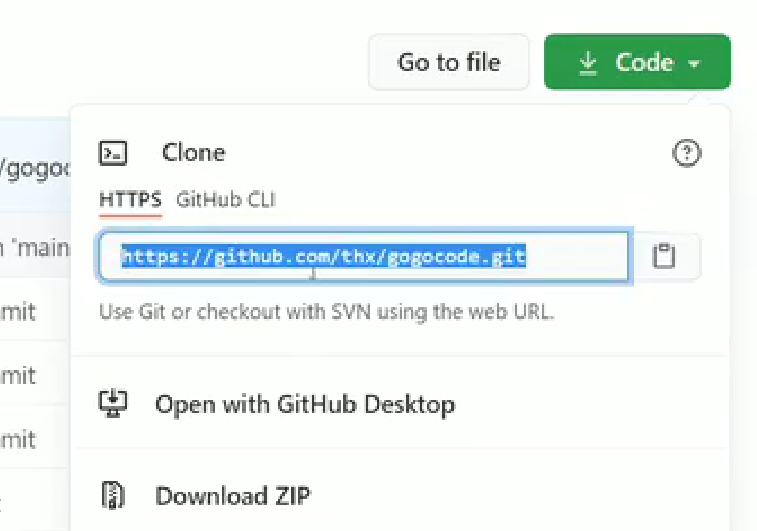 Go to file
Code
Clone
HTTPS GitHub CLI
https://github.com/thx/gogocode.git
Use Git or checkout with SVN using the web URL.
Open with GitHub Desktop
Download ZIP
/gogoc
'main
mit
mit
mit